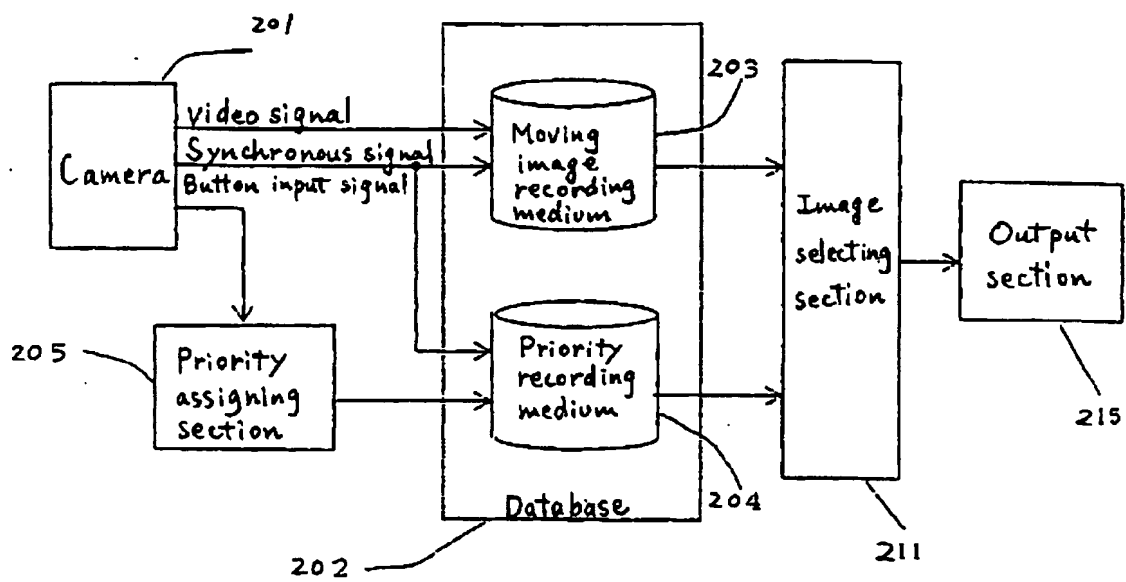 201
203
Video signal
Synchronous signal
Button input signal
Camera
Moving
image
recording
medium
Image
selecting
section
Output
section
205
Priority
assigning
section
Priority
recording
medium
215
Database
204
202
211